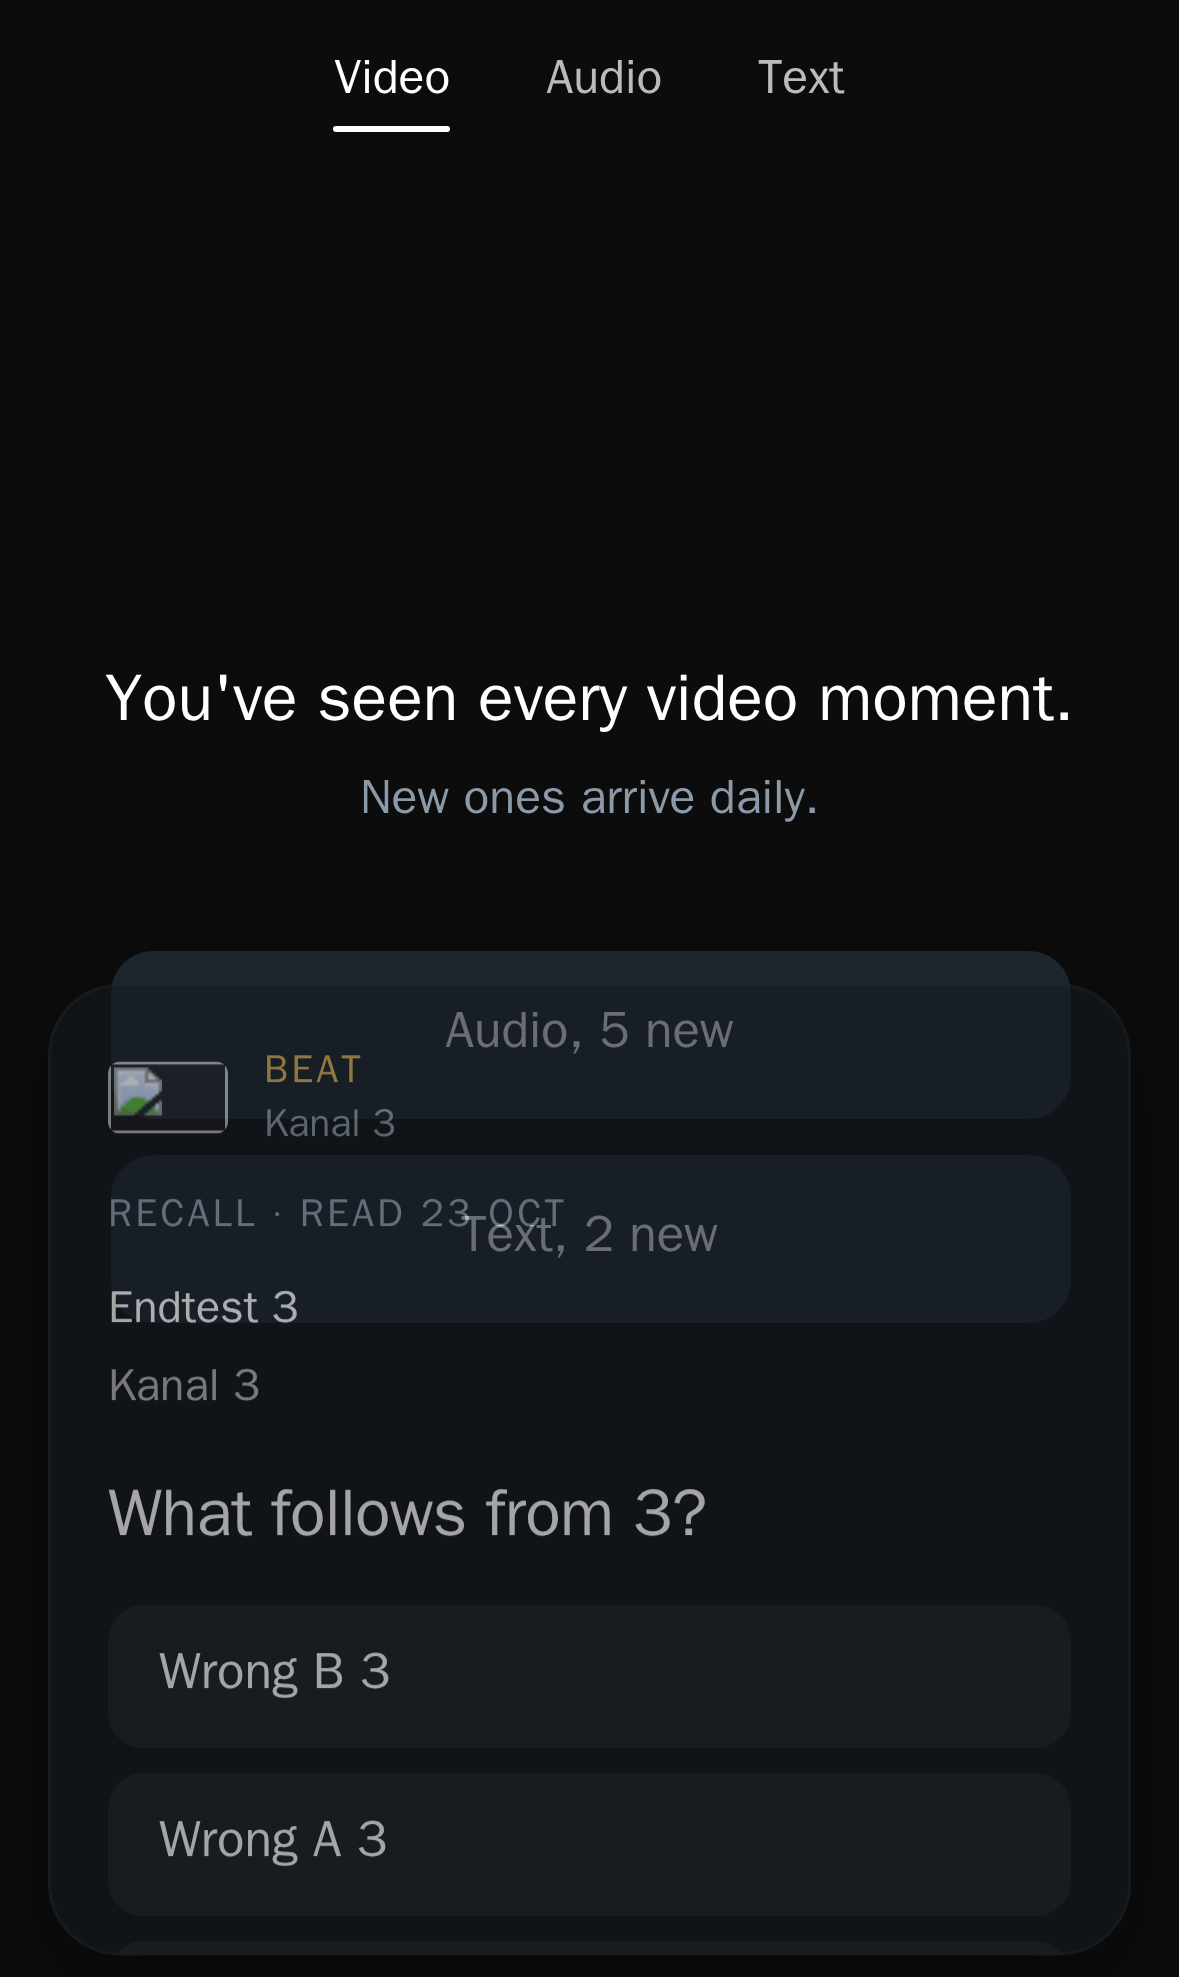 Video Audio Text
You've seen every video moment.
New ones arrive daily.
Audio, 5 new
BEAT
Kanal 3
RECALL · READ 23 OCT
Text, 2 new
Endtest 3
Kanal 3
What follows from 3?
Wrong B 3
Wrong A 3